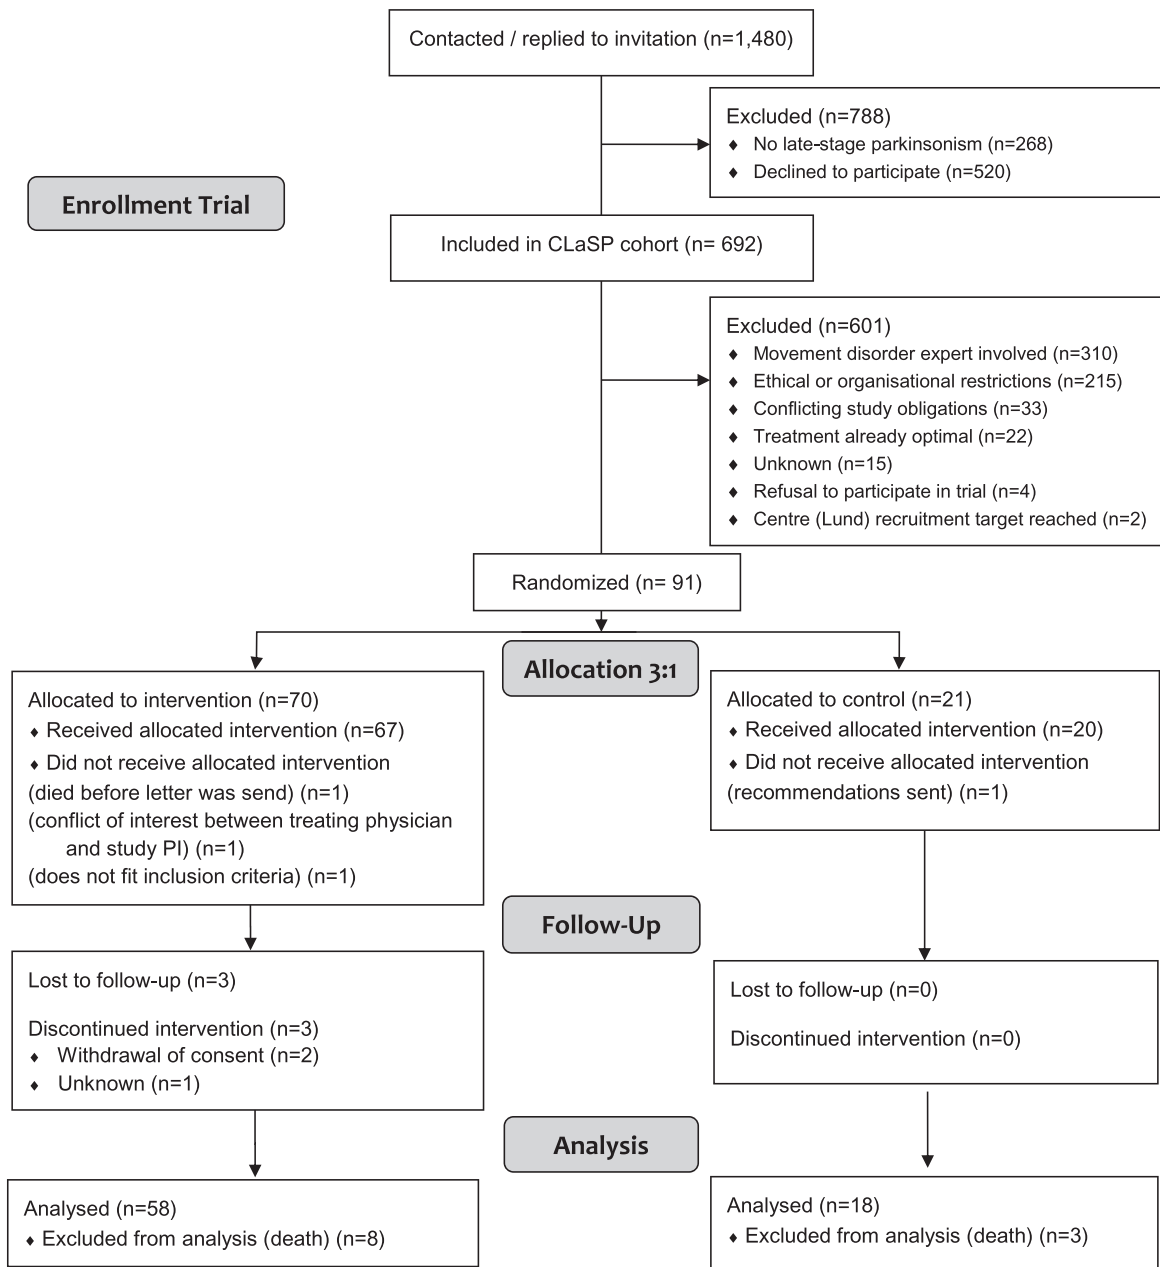 Contacted / replied to invitation (n=1,480)
Excluded (n=788)
♦ No late-stage parkinsonism (n=268)
♦ Declined to participate (n=520)
Enrollment Trial
Included in CLaSP cohort (n= 692)
Excluded (n=601)
♦ Movement disorder expert involved (n=310)
♦ Ethical or organisational restrictions (n=215)
♦ Conflicting study obligations (n=33)
♦ Treatment already optimal (n=22)
♦ Unknown (n=15)
♦ Refusal to participate in trial (n=4)
♦ Centre (Lund) recruitment target reached (n=2)
Randomized (n= 91)
Allocation 3:1
Allocated to intervention (n=70)
♦ Received allocated intervention (n=67)
♦ Did not receive allocated intervention
(died before letter was send) (n=1)
(conflict of interest between treating physician
and study PI) (n=1)
(does not fit inclusion criteria) (n=1)
Allocated to control (n=21)
♦ Received allocated intervention (n=20)
♦ Did not receive allocated intervention
(recommendations sent) (n=1)
Follow-Up
Lost to follow-up (n=3)
Discontinued intervention (n=3)
♦ Withdrawal of consent (n=2)
♦ Unknown (n=1)
Lost to follow-up (n=0)
Discontinued intervention (n=0)
Analysis
Analysed (n=58)
♦ Excluded from analysis (death) (n=8)
Analysed (n=18)
♦ Excluded from analysis (death) (n=3)